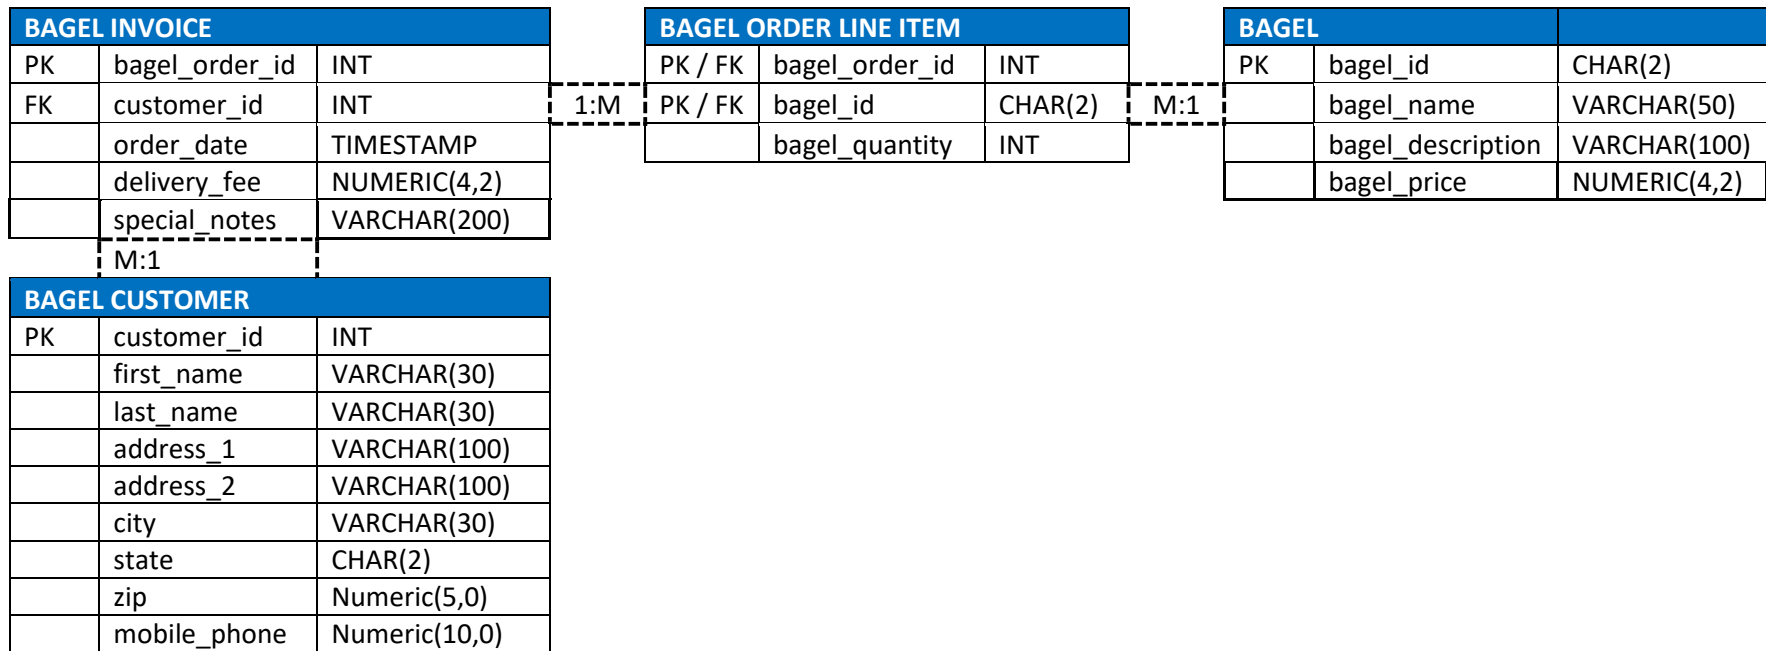 BAGEL INVOICE
PK bagel_order_id INT
FK customer_id INT
order_date TIMESTAMP
delivery_fee NUMERIC(4,2)
special_notes VARCHAR(200)
1:M
BAGEL ORDER LINE ITEM
PK / FK bagel_order_id INT
PK / FK bagel_id CHAR(2)
bagel_quantity INT
M:1
BAGEL
PK bagel_id CHAR(2)
bagel_name VARCHAR(50)
bagel_description VARCHAR(100)
bagel_price NUMERIC(4,2)
M:1
BAGEL CUSTOMER
PK customer_id INT
first_name VARCHAR(30)
last_name VARCHAR(30)
address_1 VARCHAR(100)
address_2 VARCHAR(100)
city VARCHAR(30)
state CHAR(2)
zip Numeric(5,0)
mobile_phone Numeric(10,0)